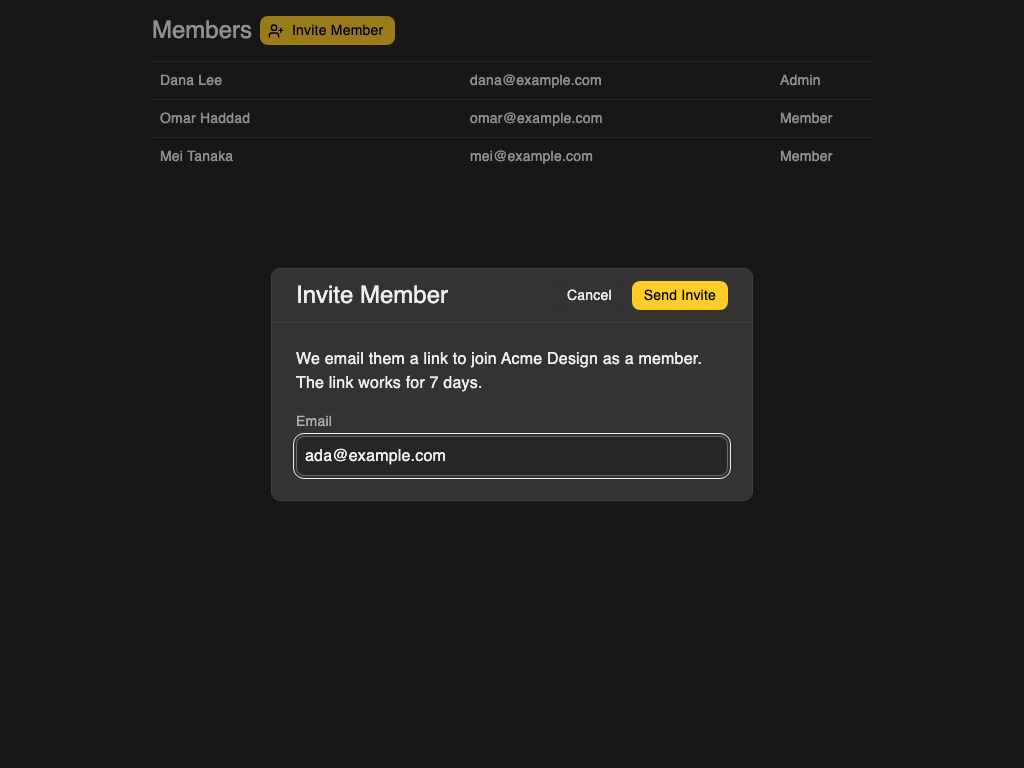 Members
Invite Member
Dana Lee dana@example.com Admin
Omar Haddad omar@example.com Member
Mei Tanaka mei@example.com Member
Invite Member
Cancel
Send Invite
We email them a link to join Acme Design as a member.
The link works for 7 days.
Email
ada@example.com